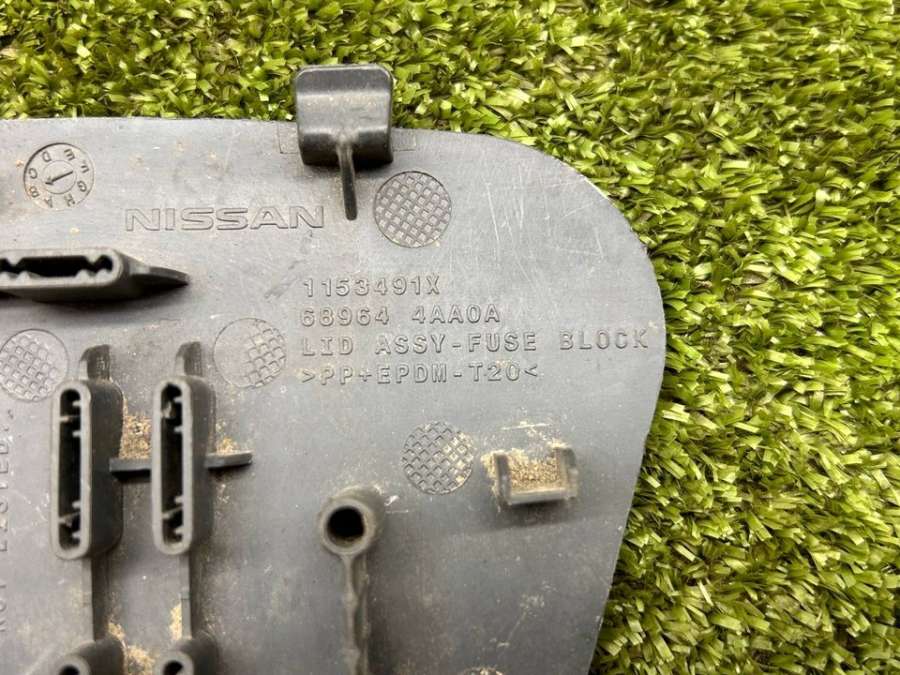 NISSAN
1153491X
68964 4AA0A
LID ASSY-FUSE BLOCK
>PP+EPDM-T20<